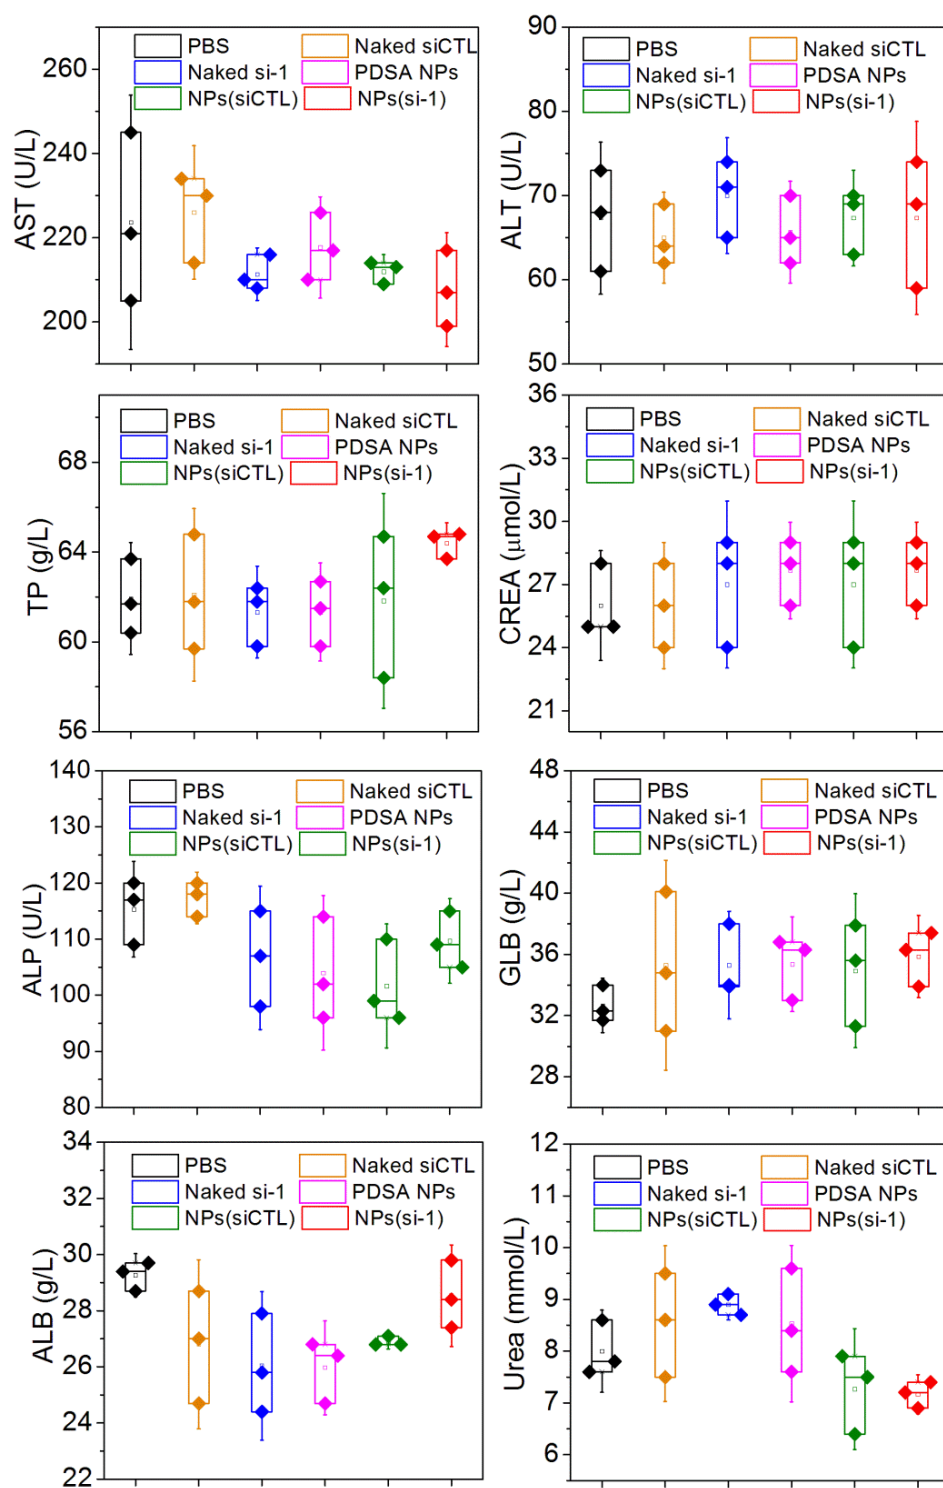 AST (U/L)
260
240
220
200
PBS Naked siCTL
Naked si-1 PDSA NPs
NPs(siCTL) NPs(si-1)
ALT (U/L)
90
80
70
60
50
PBS Naked siCTL
Naked si-1 PDSA NPs
NPs(siCTL) NPs(si-1)
TP (g/L)
68
64
60
56
PBS Naked siCTL
Naked si-1 PDSA NPs
NPs(siCTL) NPs(si-1)
CREA (μmol/L)
36
33
30
27
24
21
PBS Naked siCTL
Naked si-1 PDSA NPs
NPs(siCTL) NPs(si-1)
ALP (U/L)
140
130
120
110
100
90
80
PBS Naked siCTL
Naked si-1 PDSA NPs
NPs(siCTL) NPs(si-1)
GLB (g/L)
48
44
40
36
32
28
PBS Naked siCTL
Naked si-1 PDSA NPs
NPs(siCTL) NPs(si-1)
ALB (g/L)
34
32
30
28
26
24
22
PBS Naked siCTL
Naked si-1 PDSA NPs
NPs(siCTL) NPs(si-1)
Urea (mmol/L)
12
11
10
9
8
7
6
PBS Naked siCTL
Naked si-1 PDSA NPs
NPs(siCTL) NPs(si-1)